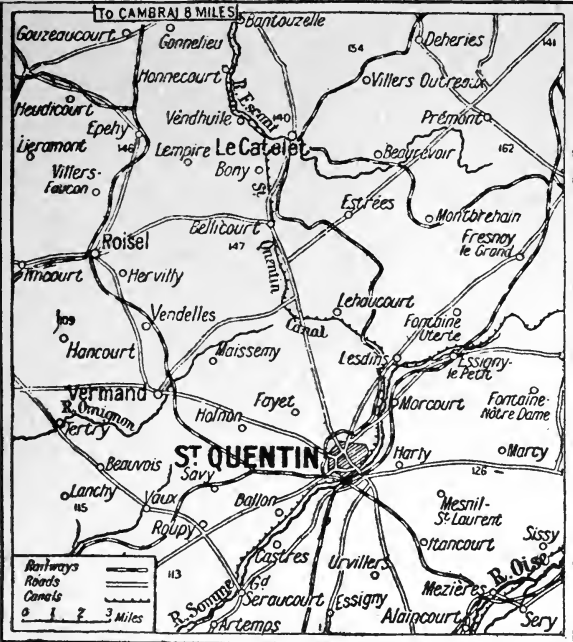 TO CAMBRAI 8 MILES
Bantouzelle
Gouzeaucourt
Gonnelieu
Deheries
154
141
Honnecourt
Villers Outreaux
R. Escaut
Heudicourt
Vendhuile
140
Prémont
Epehy
Le Catelet
Ligramont
146
Lempire
Beaurevoir
162
Villers-
Faucon
Bony
St.
Estrées
Montbrehain
Bellicourt
Roisel
147
Quentin
Fresnoy
le Grand
Tincourt
Hervilly
Lehaucourt
109
Vendelles
Canal
Fontaine
Uterte
Hancourt
Maissemy
Lesdins
Essigny-
le Petit
Vermand
Fayet
Morcourt
Fontaine-
Nôtre Dame
R. Omignon
Holnon
Tertry
ST QUENTIN
Harly
Marcy
Beauvois
Savy
126
Lanchy
115
Vaux
Ballon
Mesnil-
St. Laurent
Roupy
Itancourt
Sissy
Castres
Urvillers
113
Gd
Seraucourt
Mezières
R. Oise
R. Somme
Essigny
Alaincourt
Sery
Artemps
Railways
Roads
Canals
0 1 2 3 Miles